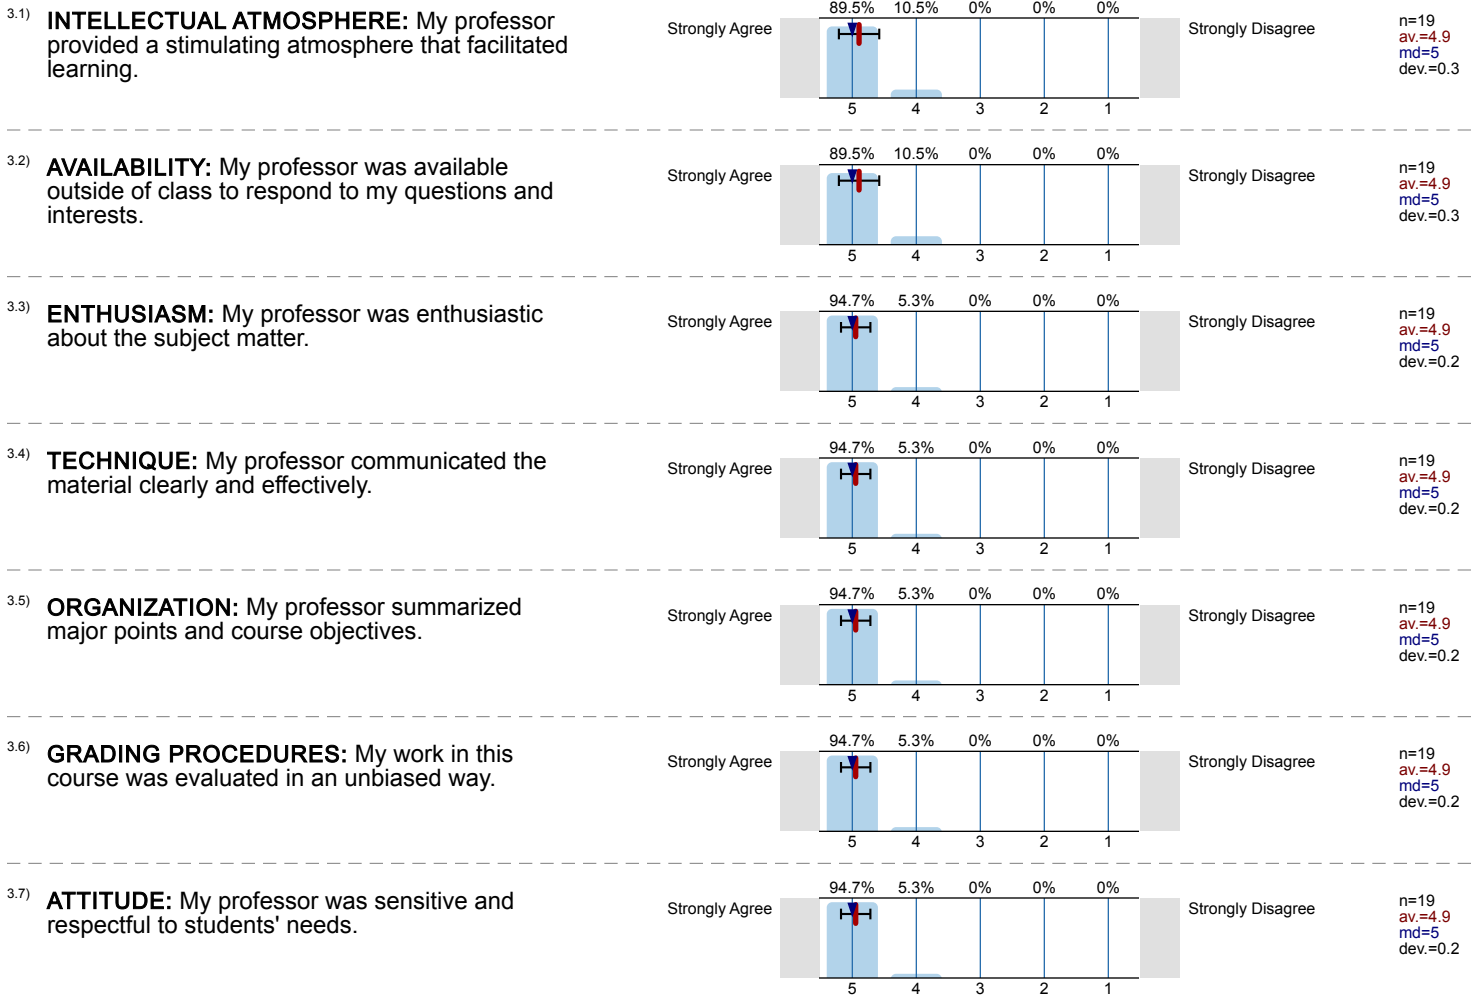 3.1) INTELLECTUAL ATMOSPHERE: My professor
provided a stimulating atmosphere that facilitated
learning.
Strongly Agree
89.5% 10.5% 0% 0% 0%
5 4 3 2 1
Strongly Disagree
n=19
av.=4.9
md=5
dev.=0.3
3.2) AVAILABILITY: My professor was available
outside of class to respond to my questions and
interests.
Strongly Agree
89.5% 10.5% 0% 0% 0%
5 4 3 2 1
Strongly Disagree
n=19
av.=4.9
md=5
dev.=0.3
3.3) ENTHUSIASM: My professor was enthusiastic
about the subject matter.
Strongly Agree
94.7% 5.3% 0% 0% 0%
5 4 3 2 1
Strongly Disagree
n=19
av.=4.9
md=5
dev.=0.2
3.4) TECHNIQUE: My professor communicated the
material clearly and effectively.
Strongly Agree
94.7% 5.3% 0% 0% 0%
5 4 3 2 1
Strongly Disagree
n=19
av.=4.9
md=5
dev.=0.2
3.5) ORGANIZATION: My professor summarized
major points and course objectives.
Strongly Agree
94.7% 5.3% 0% 0% 0%
5 4 3 2 1
Strongly Disagree
n=19
av.=4.9
md=5
dev.=0.2
3.6) GRADING PROCEDURES: My work in this
course was evaluated in an unbiased way.
Strongly Agree
94.7% 5.3% 0% 0% 0%
5 4 3 2 1
Strongly Disagree
n=19
av.=4.9
md=5
dev.=0.2
3.7) ATTITUDE: My professor was sensitive and
respectful to students' needs.
Strongly Agree
94.7% 5.3% 0% 0% 0%
5 4 3 2 1
Strongly Disagree
n=19
av.=4.9
md=5
dev.=0.2